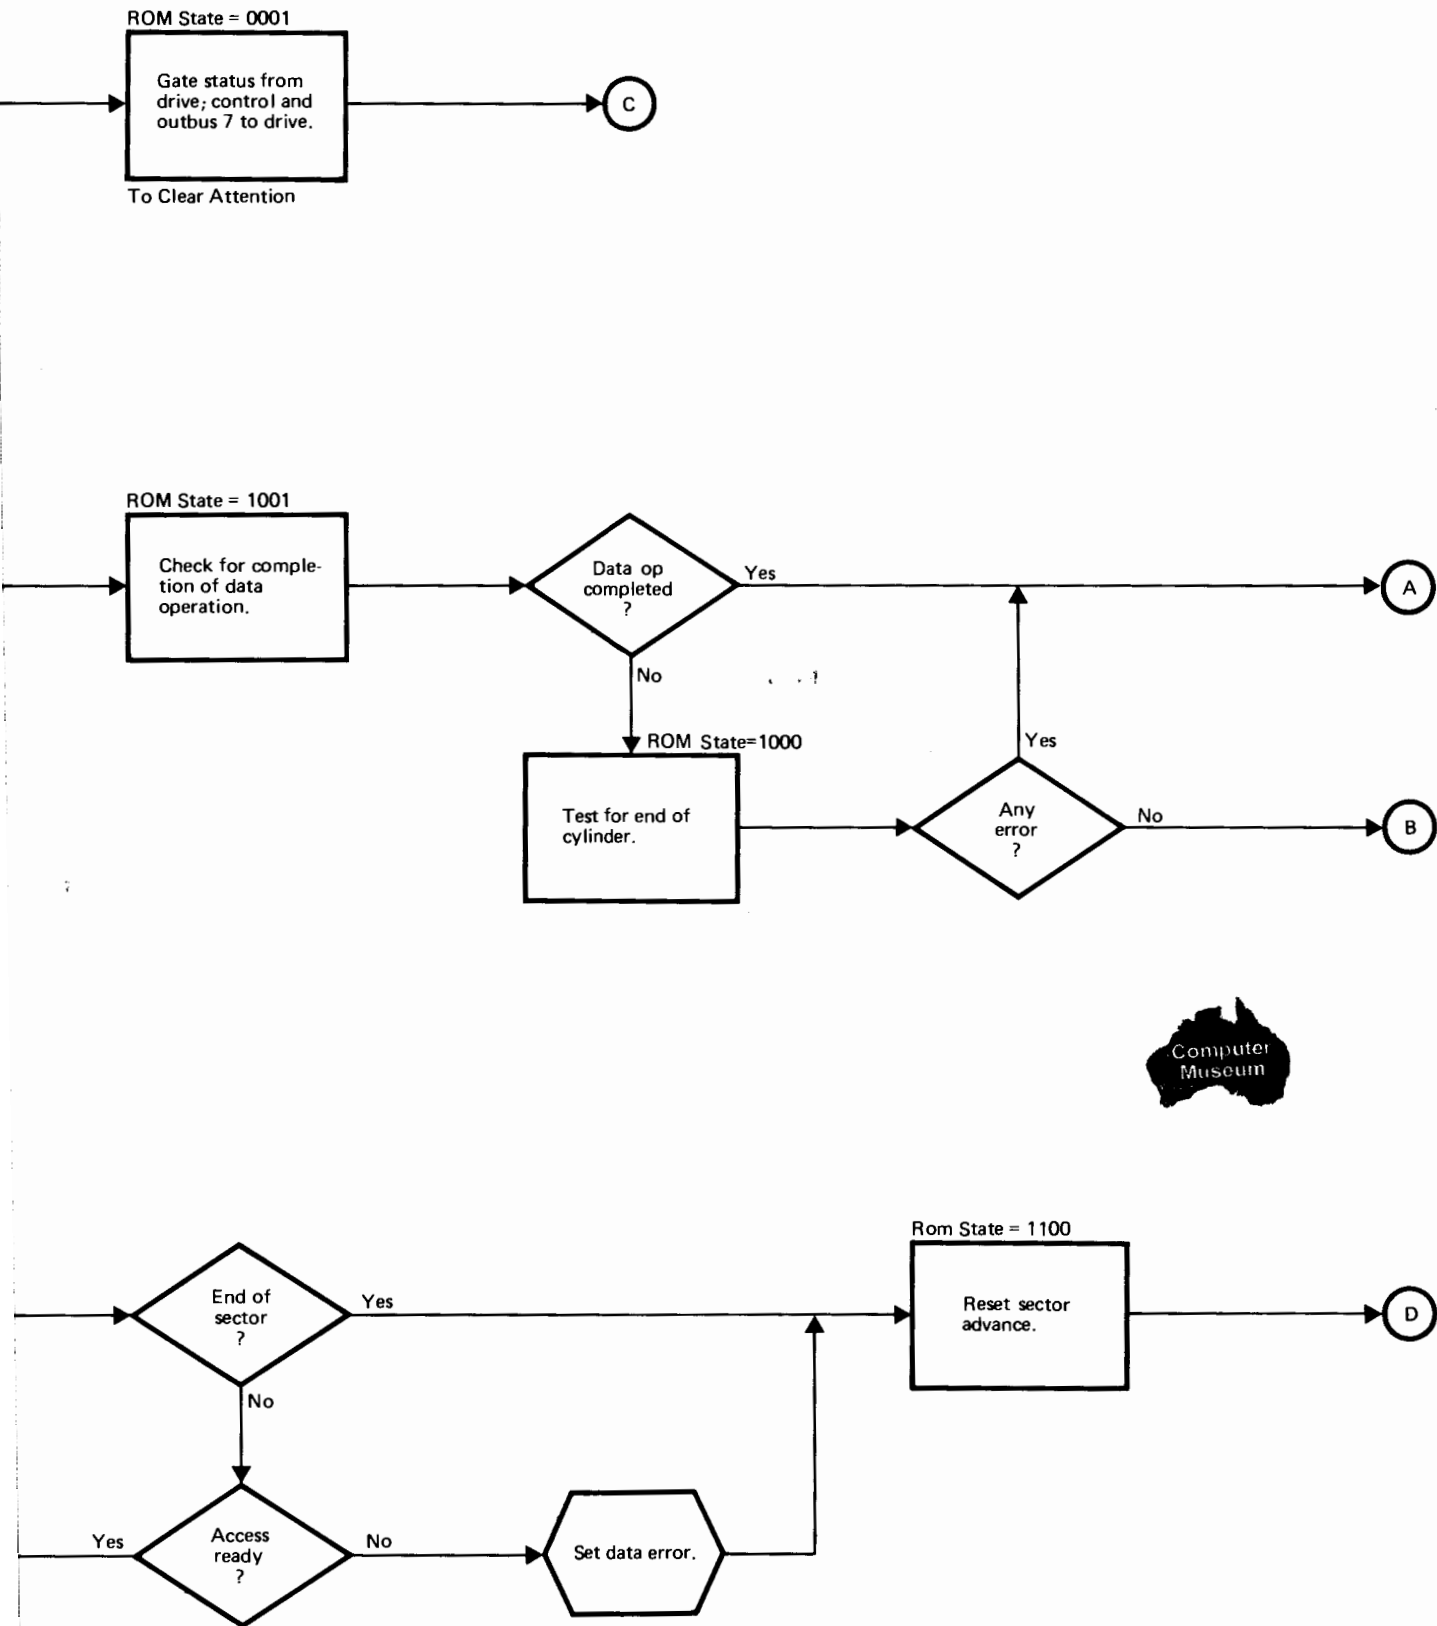 ROM State = 0001
Gate status from
drive; control and
outbus 7 to drive.
C
To Clear Attention
ROM State = 1001
Check for comple-
tion of data
operation.
Data op
completed
?
Yes
A
No
ROM State=1000
Test for end of
cylinder.
Any
error
?
Yes
No
B
Computer
Museum
Rom State = 1100
End of
sector
?
Yes
Reset sector
advance.
D
No
Access
ready
?
Yes
No
Set data error.